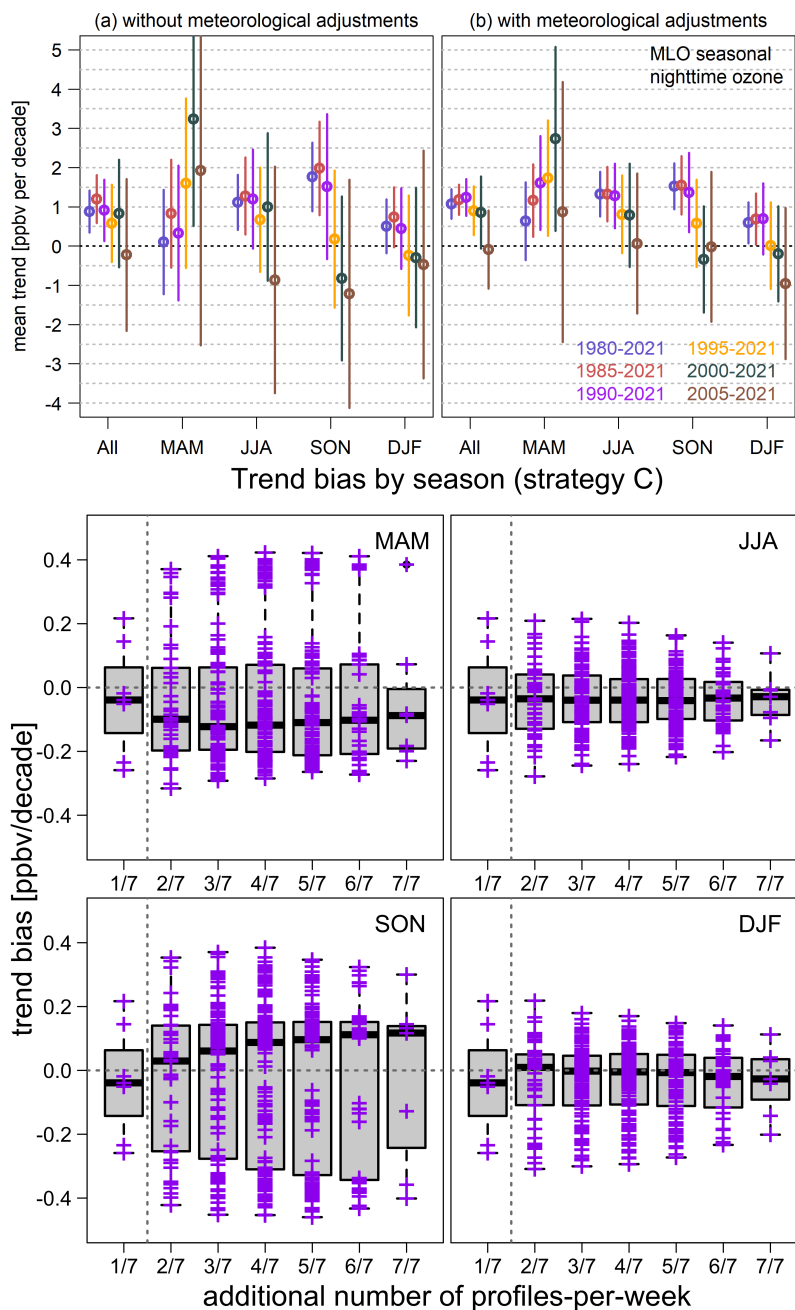 (a) without meteorological adjustments
(b) with meteorological adjustments
mean trend [ppbv per decade]
5
4
3
2
1
0
-1
-2
-3
-4
MLO seasonal
nighttime ozone
1980-2021
1995-2021
1985-2021
2000-2021
1990-2021
2005-2021
All
MAM
JJA
SON
DJF
All
MAM
JJA
SON
DJF
Trend bias by season (strategy C)
trend bias [ppbv/decade]
MAM
0.4
0.2
0.0
-0.2
-0.4
1/7
2/7
3/7
4/7
5/7
6/7
7/7
JJA
1/7
2/7
3/7
4/7
5/7
6/7
7/7
SON
0.4
0.2
0.0
-0.2
-0.4
1/7
2/7
3/7
4/7
5/7
6/7
7/7
DJF
1/7
2/7
3/7
4/7
5/7
6/7
7/7
additional number of profiles-per-week